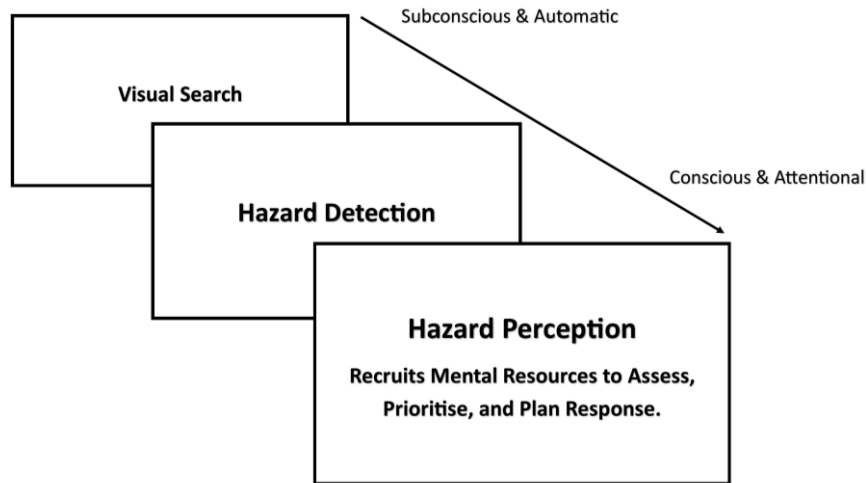 Subconscious & Automatic
Visual Search
Conscious & Attentional
Hazard Detection
Hazard Perception
Recruits Mental Resources to Assess,
Prioritise, and Plan Response.